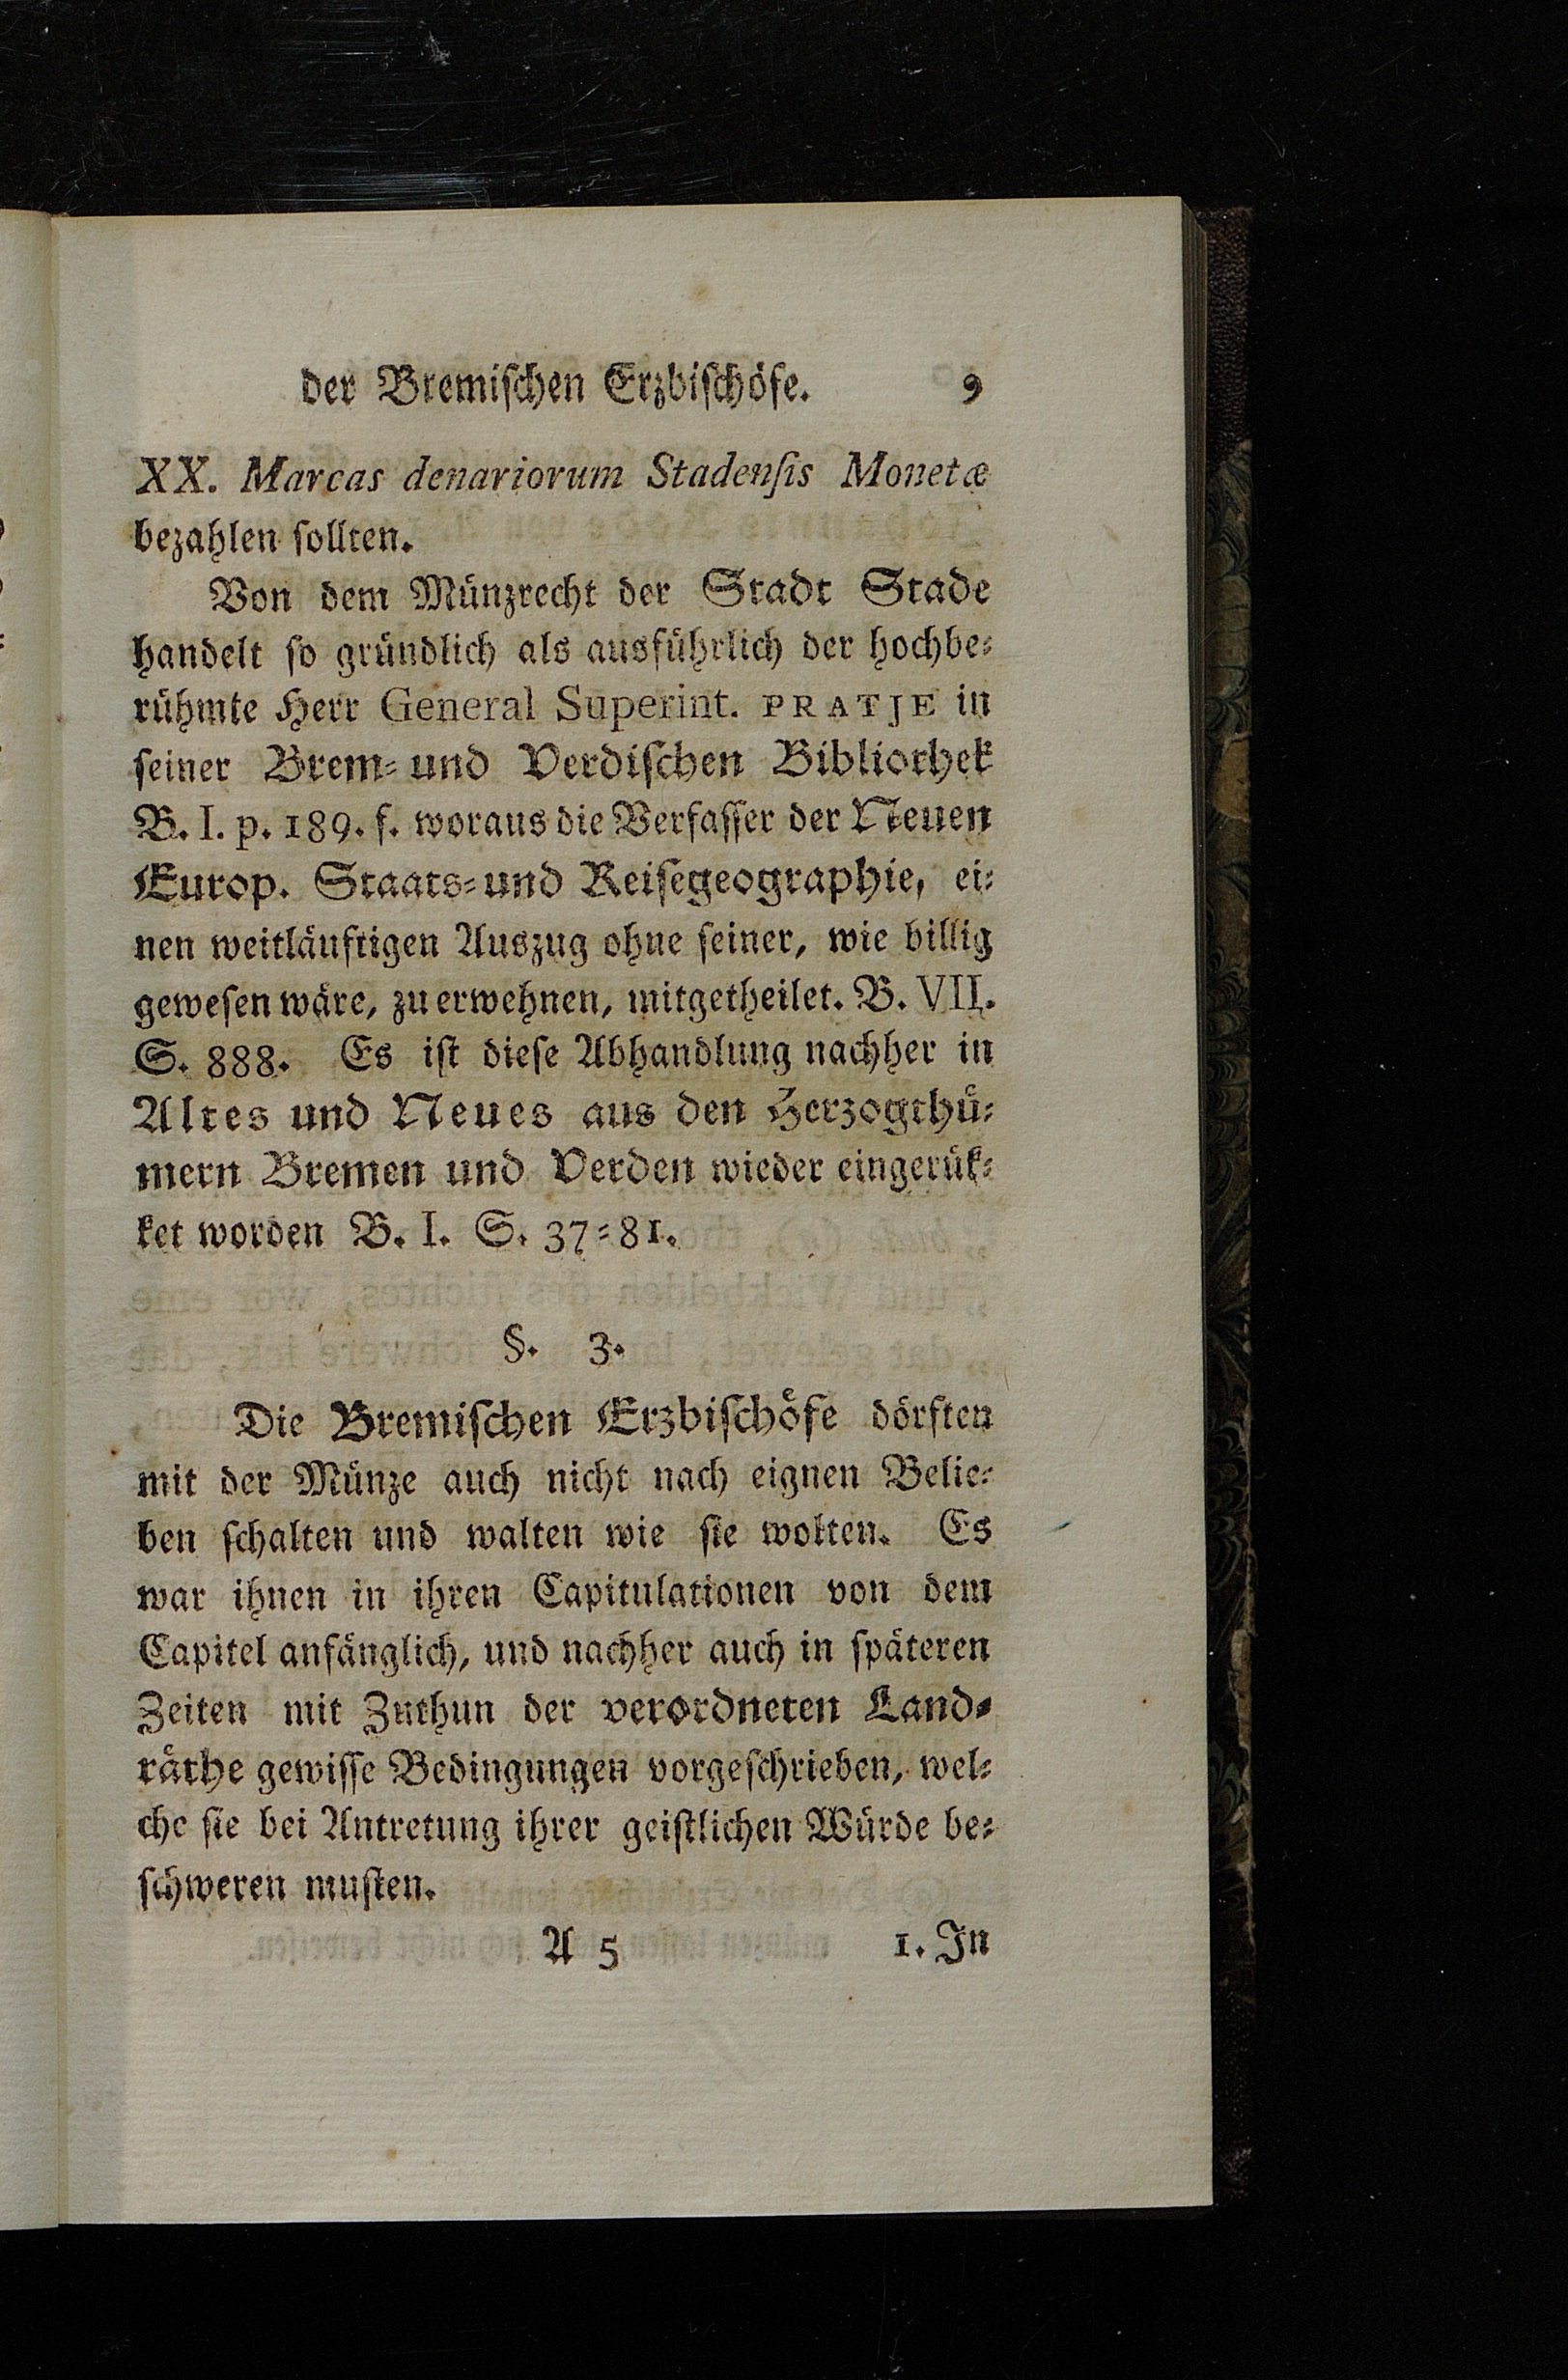 der Bremiſchen Erzbiſchöfe. 9
XX. Marcas denariorum Stadenſis Monetæ
bezahlen ſollten.
Von dem Münzrecht der Stadt Stade
handelt ſo gründlich als ausführlich der hochbe⸗
rühmte Herr General Superint. PRATJE in
ſeiner Brem⸗ und Verdiſchen Bibliothek
B. I. p. 189. f. woraus die Verfaſſer der Neuen
Europ. Staats⸗ und Reiſegeographie, ei⸗
nen weitläuftigen Auszug ohne ſeiner, wie billig
geweſen wäre, zu erwehnen, mitgetheilet. B. VII.
S. 888. Es iſt dieſe Abhandlung nachher in
Altes und Neues aus den Herzogthü⸗
mern Bremen und Verden wieder eingerük⸗
ket worden B. I. S. 37⸗81.
§. 3.
Die Bremiſchen Erzbiſchöfe dörften
mit der Münze auch nicht nach eignen Belie⸗
ben ſchalten und walten wie ſie wolten. Es
war ihnen in ihren Capitulationen von dem
Capitel anfänglich, und nachher auch in ſpäteren
Zeiten mit Zuthun der verordneten Land⸗
räthe gewiſſe Bedingungen vorgeſchrieben, wel⸗
che ſie bei Antretung ihrer geiſtlichen Würde be⸗
ſchweren muſten.
A 5 1. In